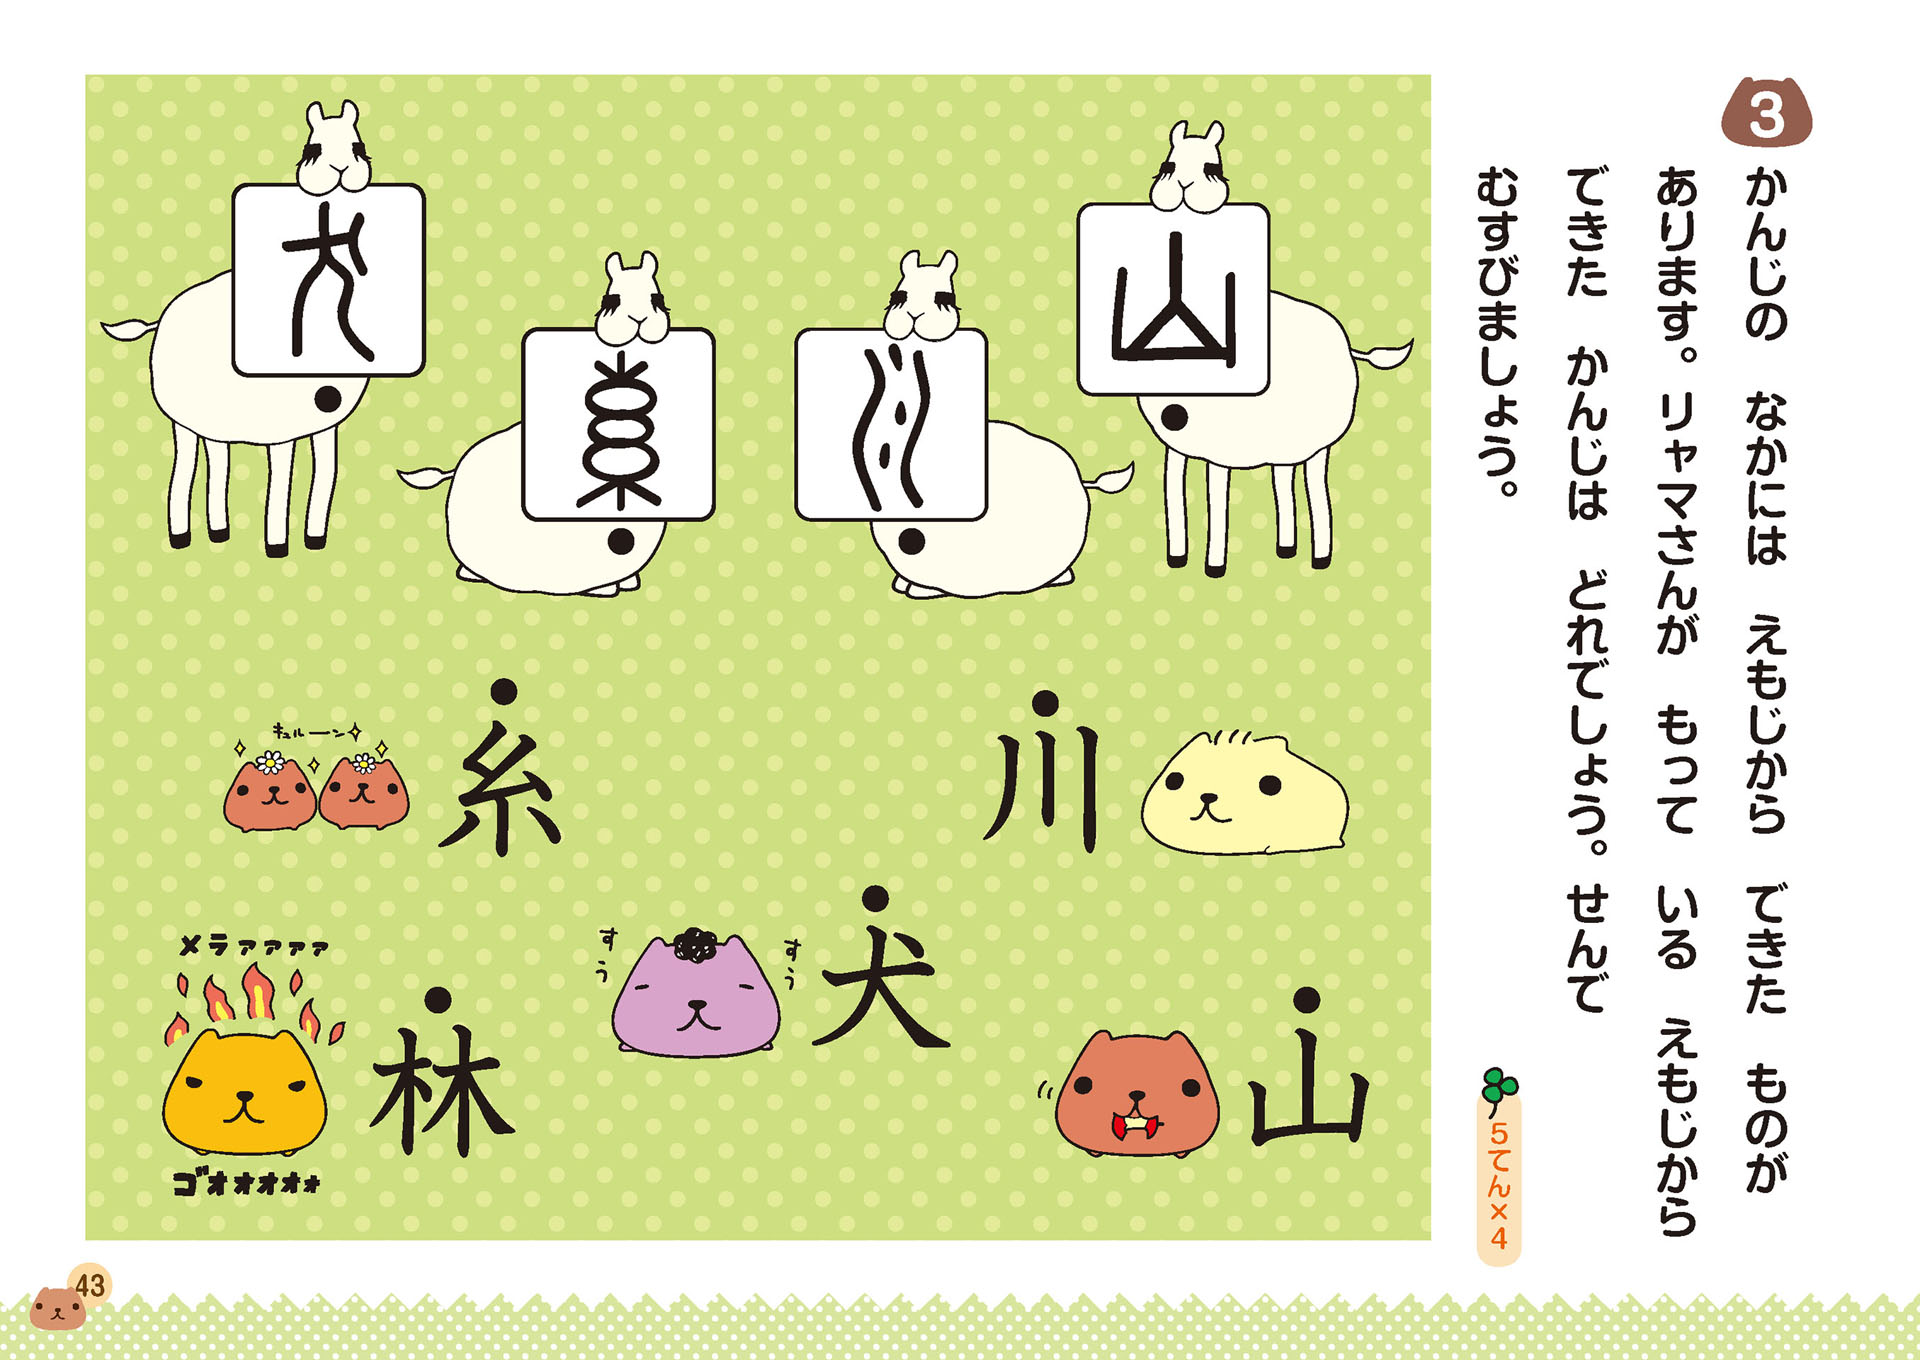 3
かんじの なかには えもじから できた ものが
あります。リャマさんが もって いる えもじから
できた かんじは どれでしょう。せんで
むすびましょう。
5てん×4
川
山
犬
糸
キュルーン
林
すぅ
すぅ
メラァァァァ
ゴォォォォォ
43